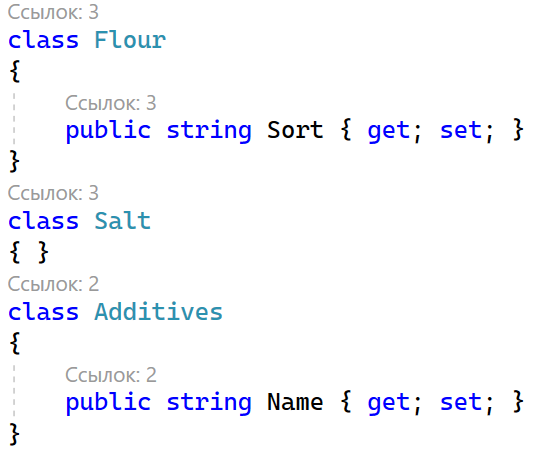 Ссылок: 3
class Flour
{
Ссылок: 3
public string Sort { get; set; }
}
Ссылок: 3
class Salt
{ }
Ссылок: 2
class Additives
{
Ссылок: 2
public string Name { get; set; }
}